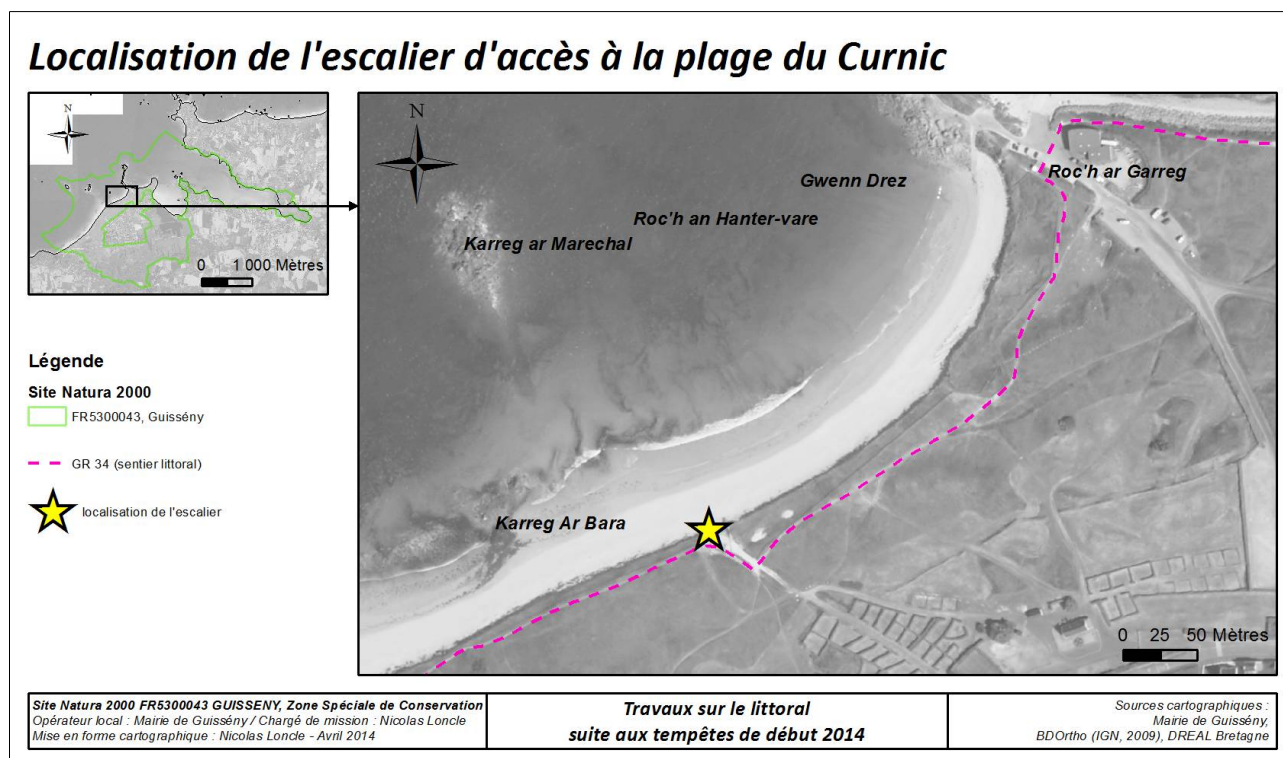 Localisation de l'escalier d'accès à la plage du Curnic
N
0 1 000 Mètres
Légende
Site Natura 2000
FR5300043, Guissény
GR 34 (sentier littoral)
localisation de l'escalier
N
Gwenn Drez
Roc'h ar Garreg
Roc'h an Hanter-vare
Karreg ar Marechal
Karreg Ar Bara
0 25 50 Mètres
Site Natura 2000 FR5300043 GUISSENY, Zone Spéciale de Conservation
Opérateur local : Mairie de Guissény / Chargé de mission : Nicolas Loncle
Mise en forme cartographique : Nicolas Loncle - Avril 2014
Travaux sur le littoral
suite aux tempêtes de début 2014
Sources cartographiques :
Mairie de Guissény,
BDOrtho (IGN, 2009), DREAL Bretagne